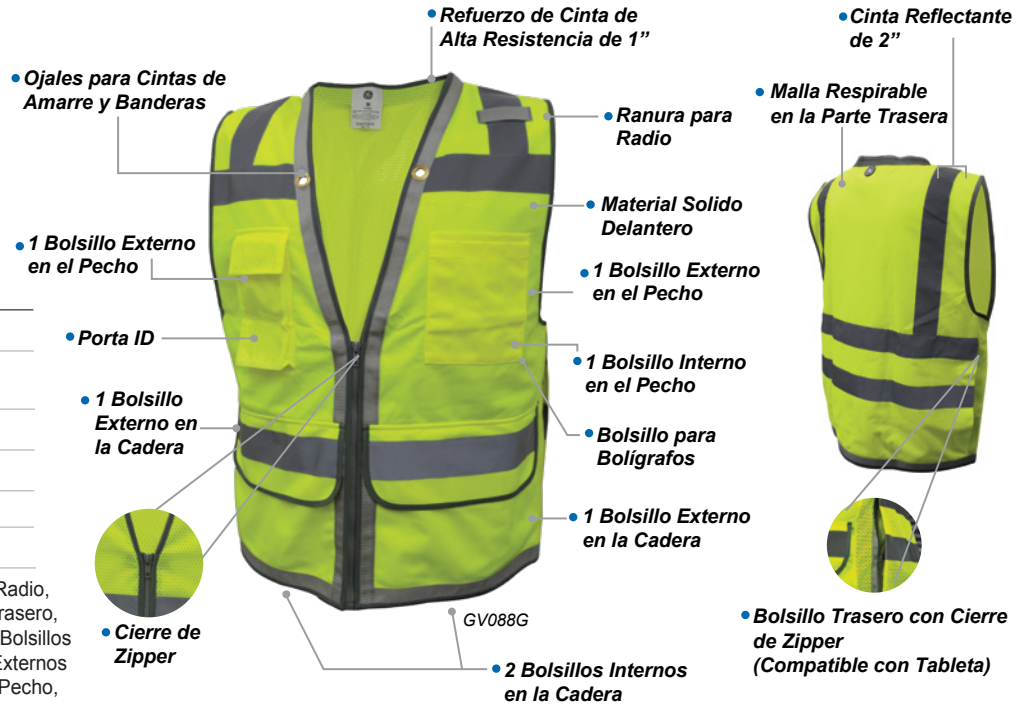 Refuerzo de Cinta de
Alta Resistencia de 1”
Cinta Reflectante
de 2”
Ojales para Cintas de
Amarre y Banderas
Malla Respirable
en la Parte Trasera
Ranura para
Radio
Material Solido
Delantero
1 Bolsillo Externo
en el Pecho
1 Bolsillo Externo
en el Pecho
Porta ID
1 Bolsillo Interno
en el Pecho
1 Bolsillo
Externo en
la Cadera
Bolsillo para
Bolígrafos
1 Bolsillo Externo
en la Cadera
Radio,
rasero,
Bolsillos
Externos
Pecho,
GV088G
Cierre de
Zipper
Bolsillo Trasero con Cierre
de Zipper
(Compatible con Tableta)
2 Bolsillos Internos
en la Cadera